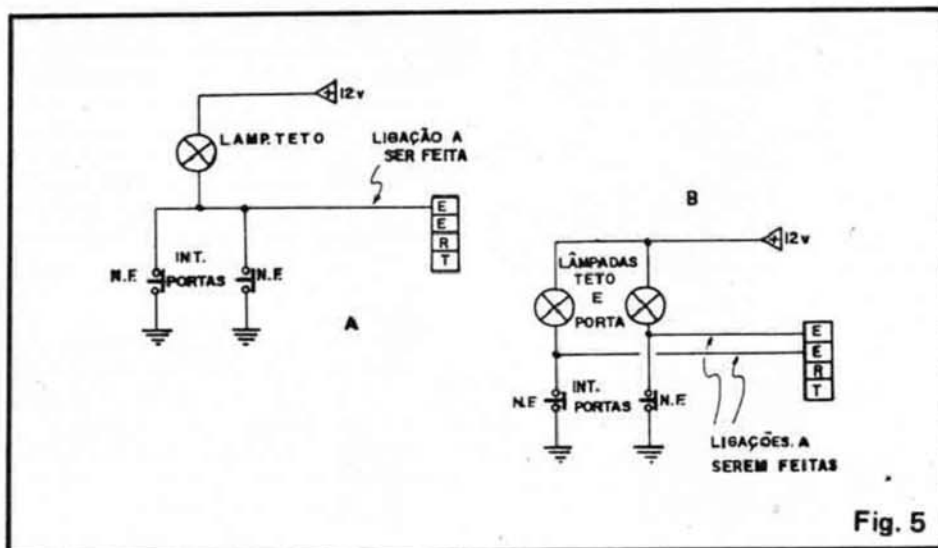 12v
LAMP. TETO
LIGAÇÃO A
SER FEITA
E
E
R
T
N.F.
INT.
PORTAS
N.F.
A
B
12v
LÂMPADAS
TETO
E
PORTA
E
E
R
T
N.F.
INT.
PORTAS
N.F.
LIGAÇÕES. A
SEREM FEITAS
Fig. 5